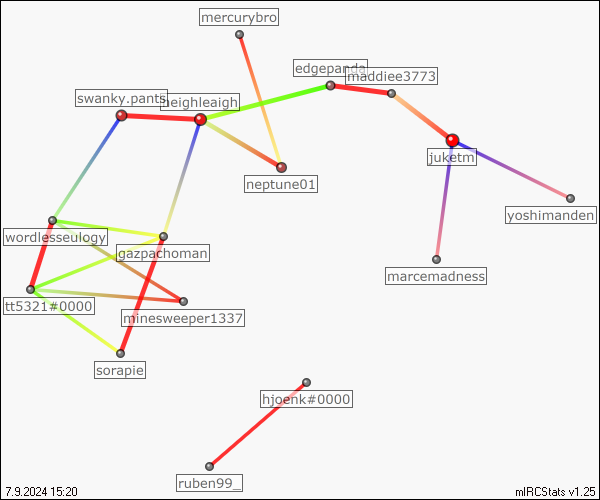 mercurybro
edgepanda
maddiee3773
swanky.pants
heighleaigh
juketm
neptune01
yoshimanden
wordlesseulogy
gazpachoman
marcemadness
tt5321#0000
minesweeper1337
sorapie
hjoenk#0000
ruben99_
7.9.2024 15:20
mIRCStats v1.25